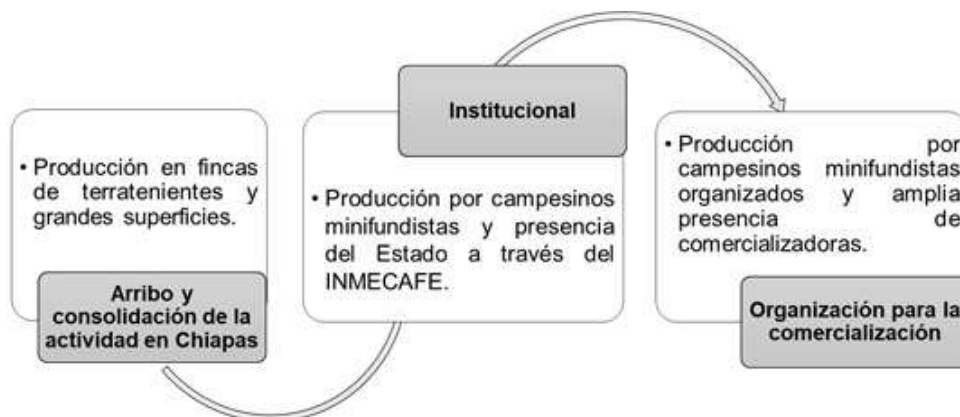 • Producción en fincas
de terratenientes y
grandes superficies.
Arribo y
consolidación de la
actividad en Chiapas
Institucional
• Producción por campesinos
minifundistas y presencia
del Estado a través del
INMECAFE.
• Producción por
campesinos minifundistas
organizados y amplia
presencia de
comercializadoras.
Organización para la
comercialización